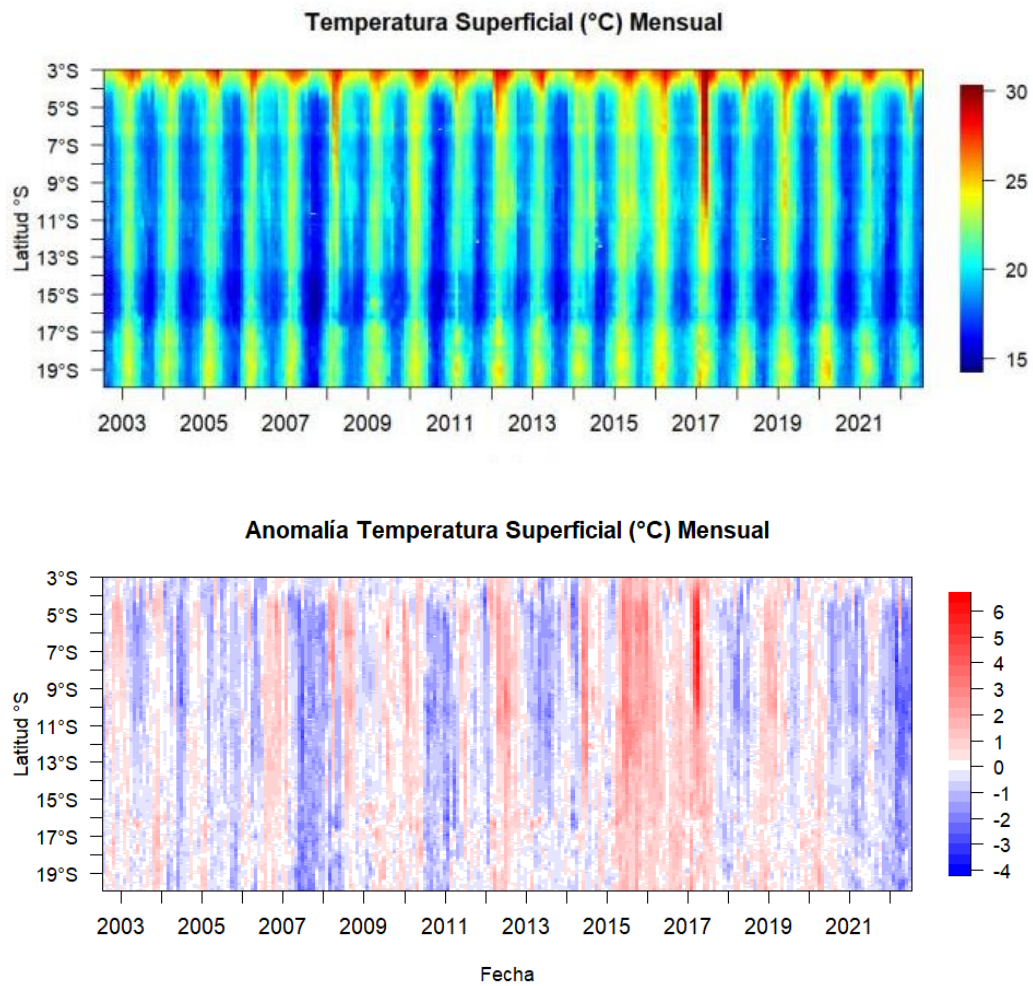 Temperatura Superficial (°C) Mensual
3°S
5°S
7°S
9°S
11°S
13°S
15°S
17°S
19°S
Latitud °S
2003 2005 2007 2009 2011 2013 2015 2017 2019 2021
30
25
20
15
Anomalía Temperatura Superficial (°C) Mensual
3°S
5°S
7°S
9°S
11°S
13°S
15°S
17°S
19°S
Latitud °S
2003 2005 2007 2009 2011 2013 2015 2017 2019 2021
6
5
4
3
2
1
0
-1
-2
-3
-4
Fecha